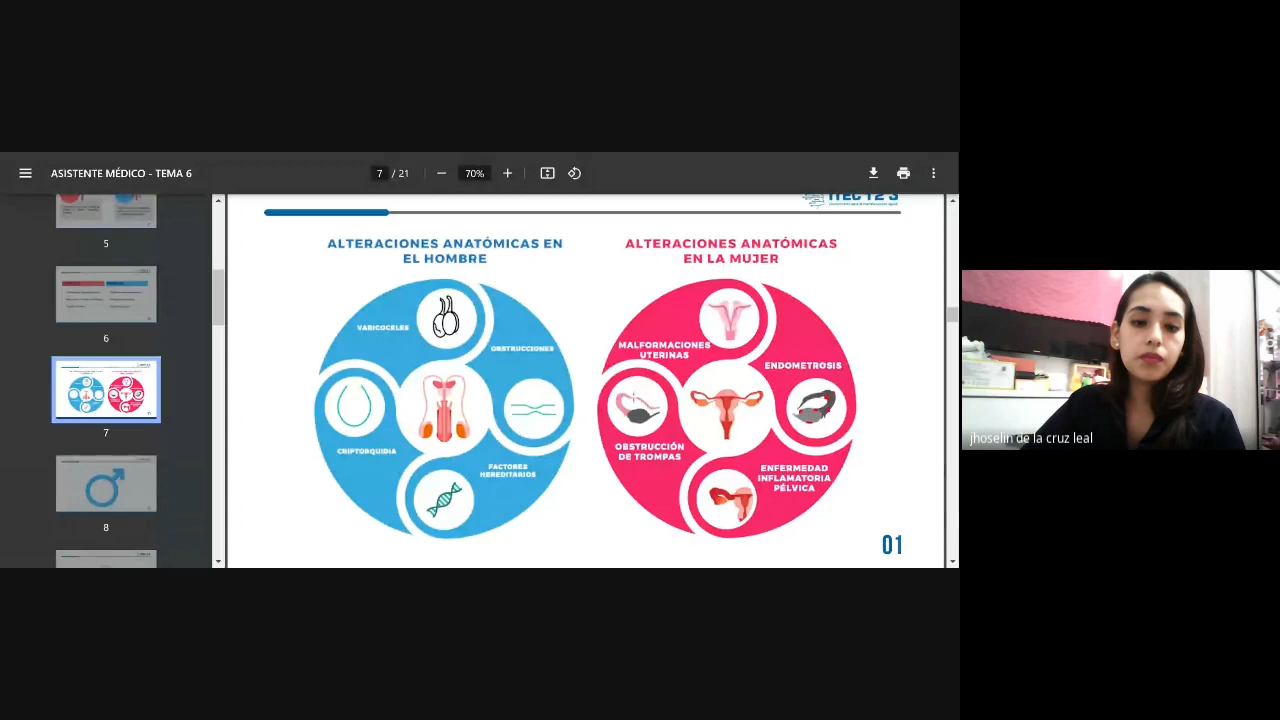 ASISTENTE MÉDICO - TEMA 6
7 / 21
70%
5
6
7
8
ALTERACIONES ANATÓMICAS EN
EL HOMBRE
VARICOCELES
OBSTRUCCIONES
CRIPTORQUIDIA
FACTORES
HEREDITARIOS
ALTERACIONES ANATÓMICAS
EN LA MUJER
MALFORMACIONES
UTERINAS
ENDOMETROSIS
OBSTRUCCIÓN
DE TROMPAS
ENFERMEDAD
INFLAMATORIA
PÉLVICA
01
jhoselin de la cruz leal